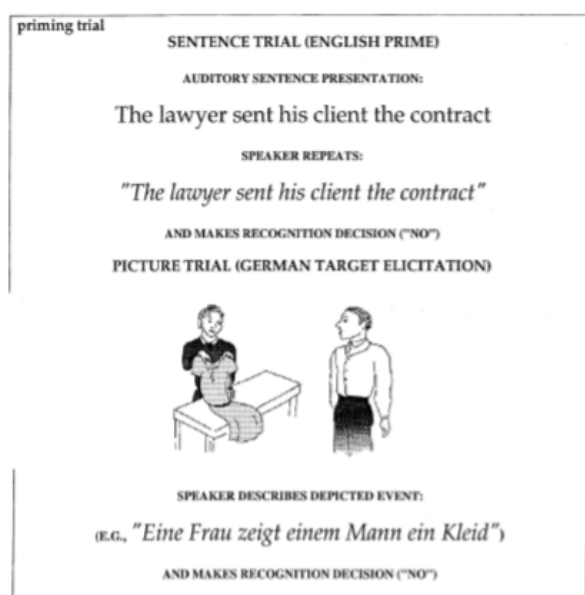 priming trial
SENTENCE TRIAL (ENGLISH PRIME)
AUDITORY SENTENCE PRESENTATION:
The lawyer sent his client the contract
SPEAKER REPEATS:
"The lawyer sent his client the contract"
AND MAKES RECOGNITION DECISION ("NO")
PICTURE TRIAL (GERMAN TARGET ELICITATION)
SPEAKER DESCRIBES DEPICTED EVENT:
(E.G., "Eine Frau zeigt einem Mann ein Kleid")
AND MAKES RECOGNITION DECISION ("NO")